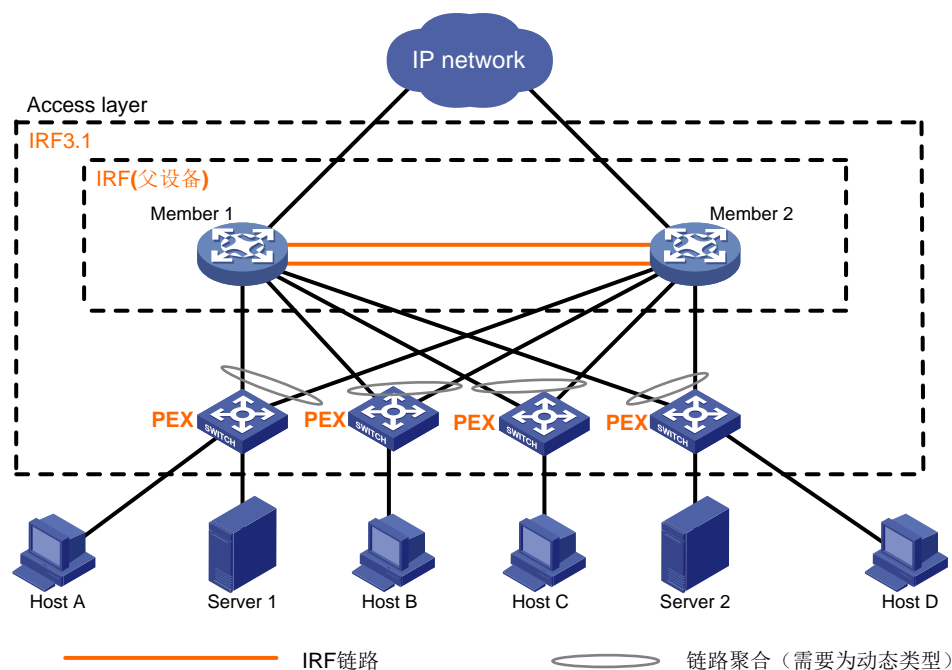 IP network
Access layer
IRF3.1
IRF(父设备)
Member 1
Member 2
PEX
PEX
PEX
PEX
SWITCH
SWITCH
SWITCH
SWITCH
Host A
Server 1
Host B
Host C
Server 2
Host D
IRF链路
链路聚合（需要为动态类型）